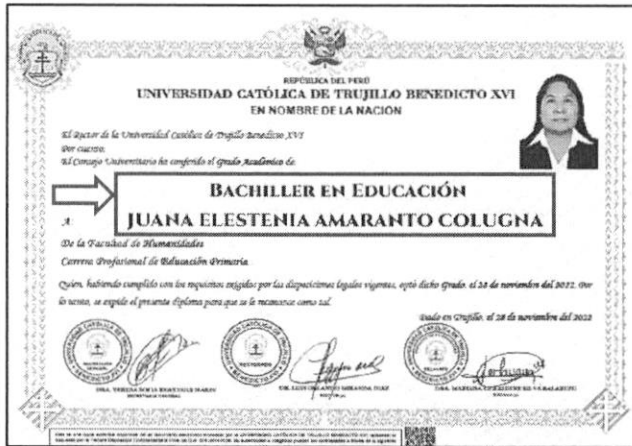 REPÚBLICA DEL PERÚ
UNIVERSIDAD CATÓLICA DE TRUJILLO BENEDICTO XVI
EN NOMBRE DE LA NACIÓN
El Rector de la Universidad Católica de Trujillo Benedicto XVI
Por cuanto:
El Consejo Universitario ha conferido el Grado Académico de:
BACHILLER EN EDUCACIÓN
A:
JUANA ELESTENIA AMARANTO COLUGNA
De la Facultad de Humanidades
Carrera Profesional de Educación Primaria
Quien, habiendo cumplido con los requisitos exigidos por las disposiciones legales vigentes, optó dicho Grado, el 28 de noviembre del 2022. Por
lo tanto, se expide el presente diploma para que se le reconozca como tal.
Dado en Trujillo, el 28 de noviembre del 2022